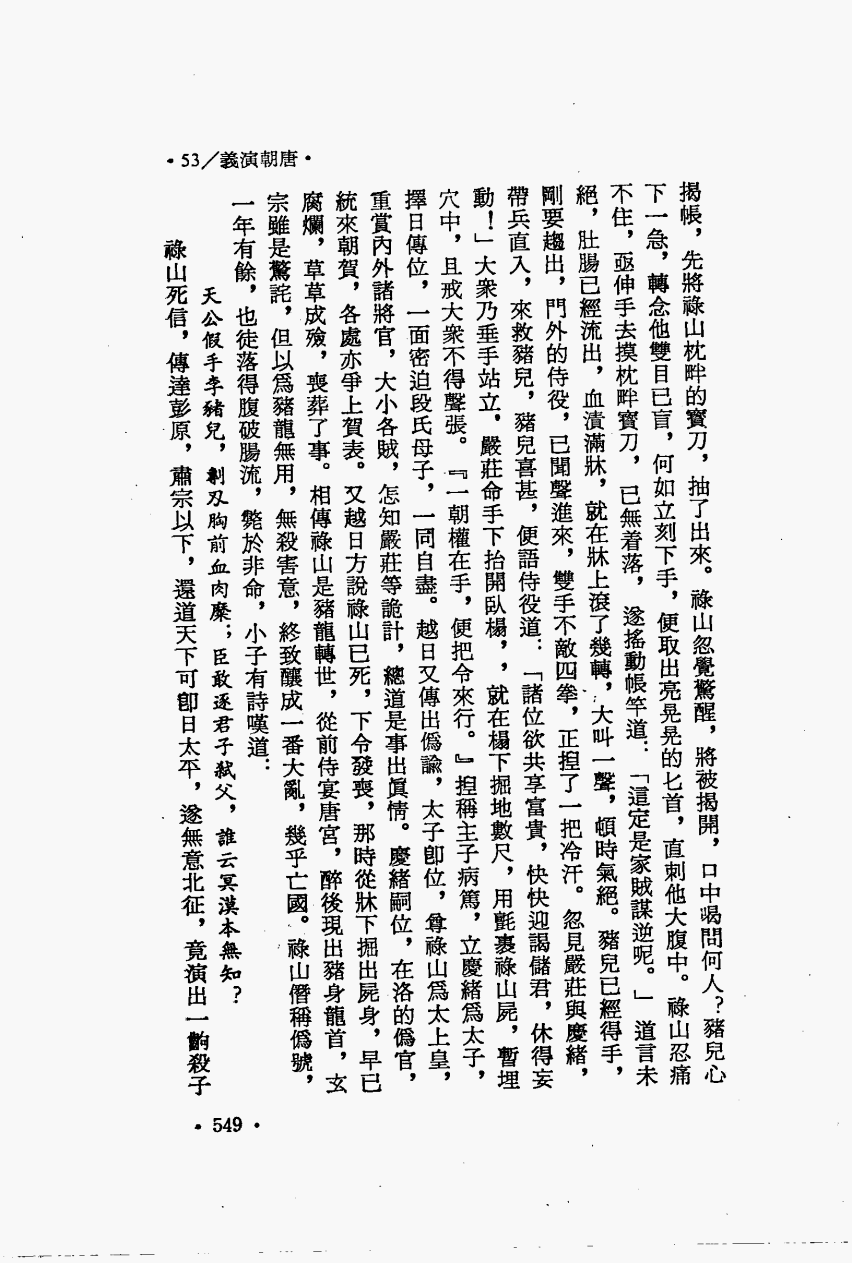 •53/義演朝唐•
揭帳，先將祿山枕畔的寶刀，抽了出來。祿山忽覺驚醒，將被揭開，口中喝問何人？豬兒心
下一急，轉念他雙目已盲，何如立刻下手，便取出亮晃晃的匕首，直刺他大腹中。祿山忍痛
不住，亟伸手去摸枕畔寶刀，已無着落，遂搖動帳竿道：「這定是家賊謀逆呢。」道言未
絕，肚腸已經流出，血漬滿牀，就在牀上滾了幾轉，大叫一聲，頓時氣絕。豬兒已經得手，
剛要趨出，門外的侍役，已聞聲進來，雙手不敵四拳，正捏了一把冷汗。忽見嚴莊與慶緒，
帶兵直入，來救豬兒，豬兒喜甚，便語侍役道：「諸位欲共享富貴，快快迎謁儲君，休得妄
動！」大衆乃垂手站立，嚴莊命手下抬開臥榻，，就在榻下掘地數尺，用氈裹祿山屍，暫埋
穴中，且戒大衆不得聲張。『一朝權在手，便把令來行。』捏稱主子病篤，立慶緒爲太子，
擇日傳位，一面密迫段氏母子，一同自盡。越日又傳出僞諭，太子卽位，尊祿山爲太上皇，
重賞內外諸將官，大小各賊，怎知嚴莊等詭計，總道是事出眞情。慶緒嗣位，在洛的僞官，
統來朝賀，各處亦爭上賀表。又越日方說祿山已死，下令發喪，那時從牀下掘出屍身，早已
腐爛，草草成殮，喪葬了事。相傳祿山是豬龍轉世，從前侍宴唐宮，醉後現出豬身龍首，玄
宗雖是驚詫，但以爲豬龍無用，無殺害意，終致釀成一番大亂，幾乎亡國。祿山僭稱僞號，
一年有餘，也徒落得腹破腸流，斃於非命，小子有詩嘆道：
天公假手李豬兒，剚刃胸前血肉糜；臣敢逐君子弒父，誰云冥漠本無知？
祿山死信，傳達彭原，肅宗以下，還道天下可卽日太平，遂無意北征，竟演出一齣殺子
•549•